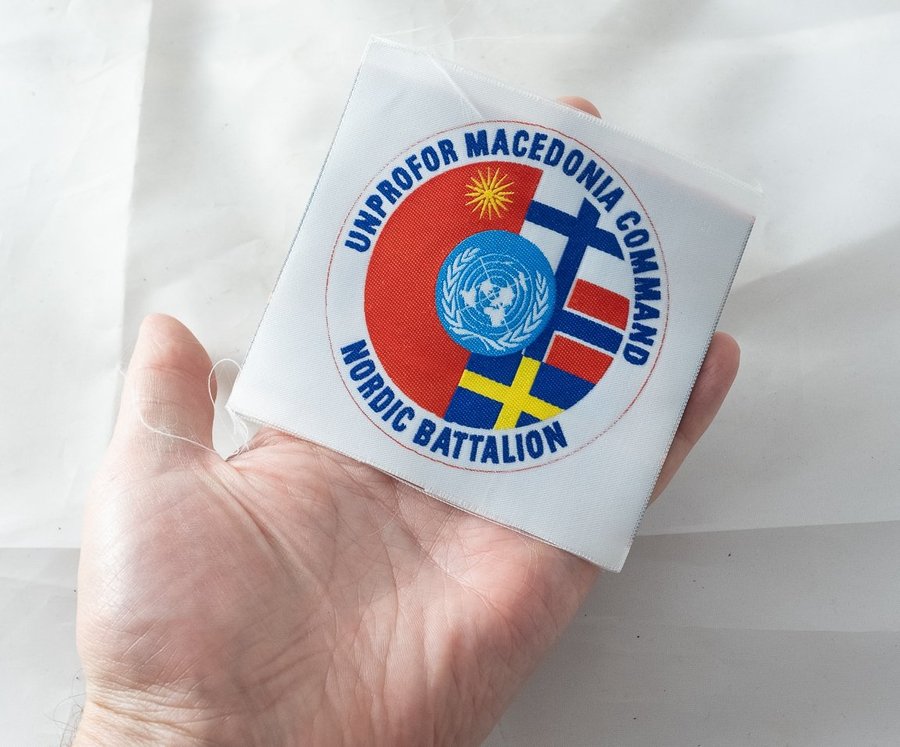 UNPROFOR MACEDONIA COMMAND
NORDIC BATTALION